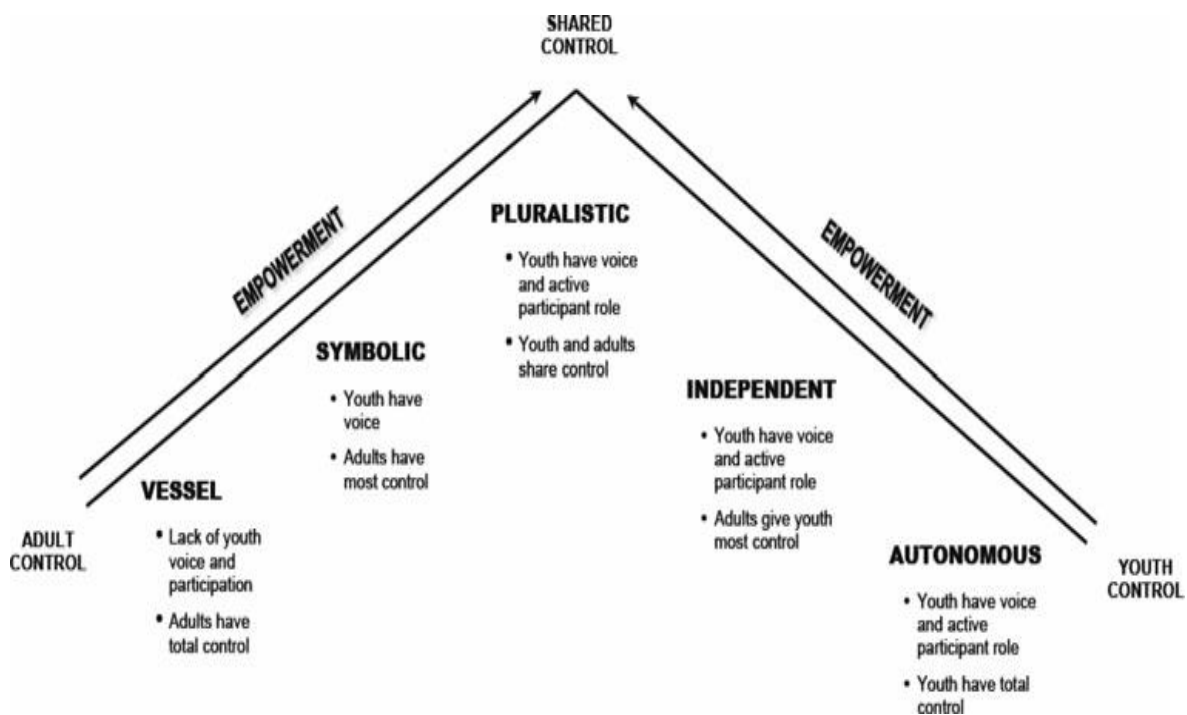 SHARED
CONTROL
EMPOWERMENT
EMPOWERMENT
PLURALISTIC
• Youth have voice
and active
participant role
• Youth and adults
share control
SYMBOLIC
• Youth have
voice
• Adults have
most control
INDEPENDENT
• Youth have voice
and active
participant role
• Adults give youth
most control
VESSEL
• Lack of youth
voice and
participation
• Adults have
total control
ADULT
CONTROL
AUTONOMOUS
• Youth have voice
and active
participant role
• Youth have total
control
YOUTH
CONTROL